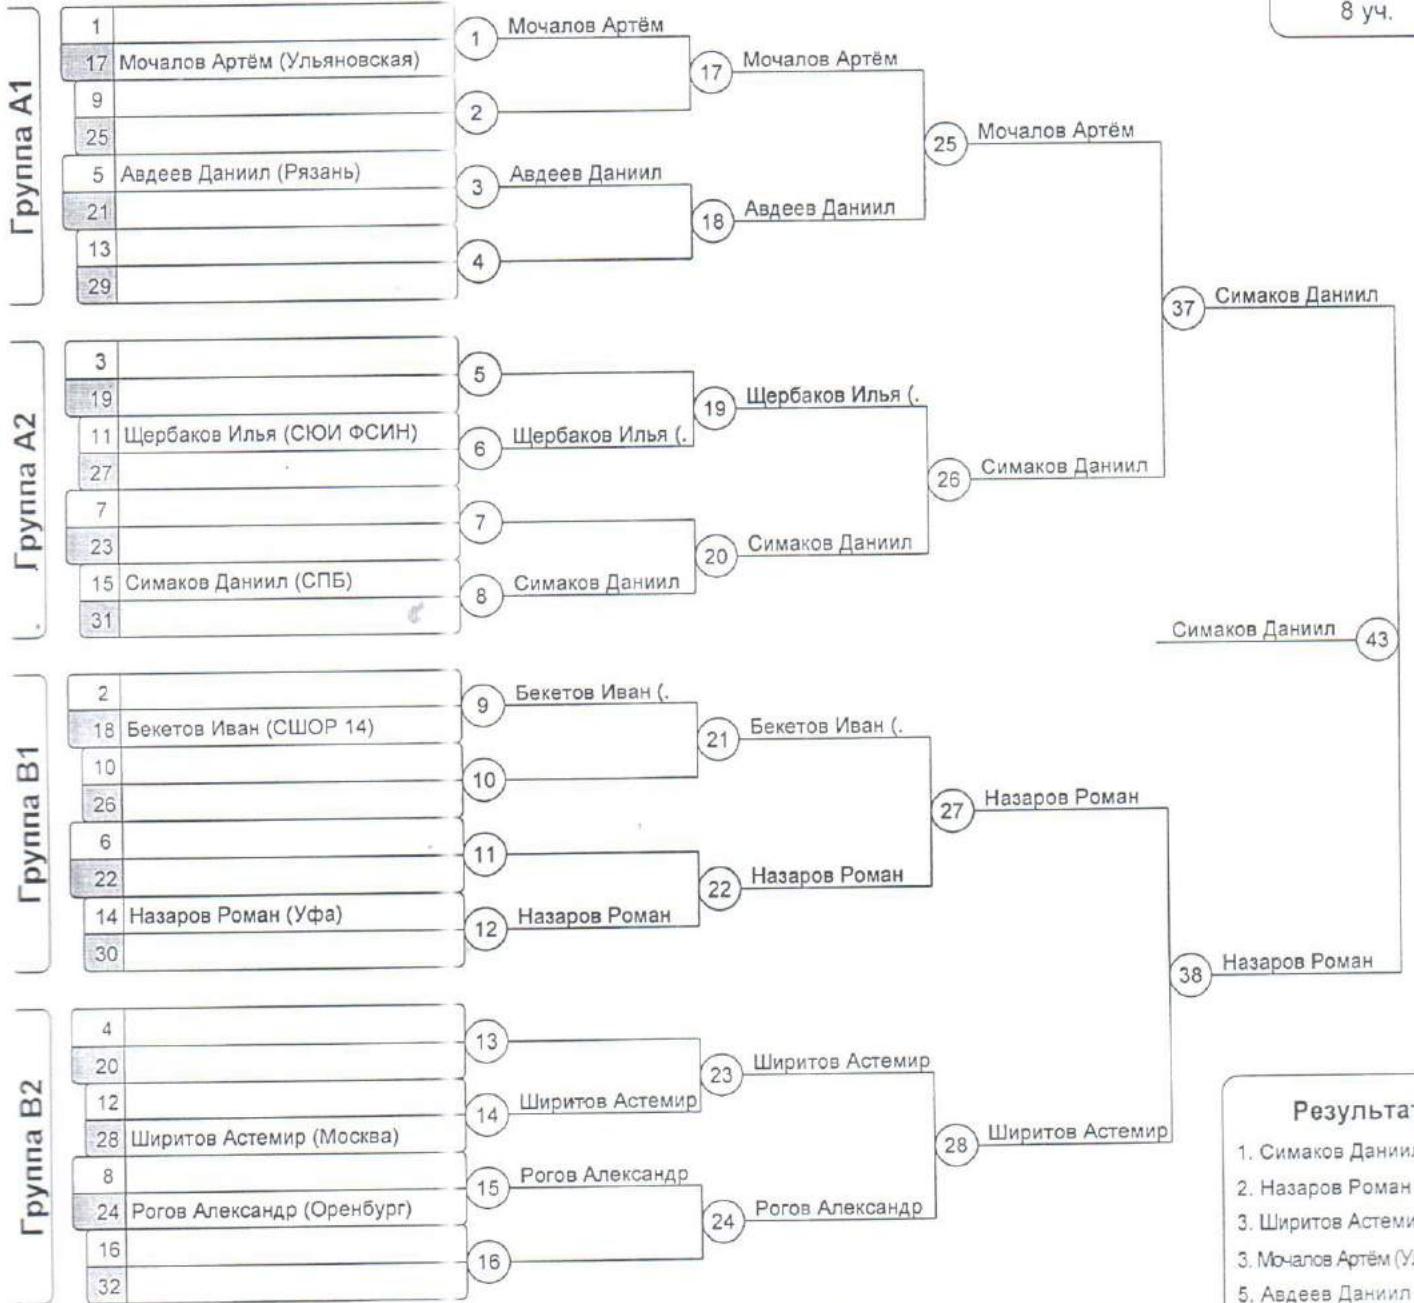 8 уч.
Группа А1
1
17 Мочалов Артём (Ульяновская)
9
25
5 Авдеев Даниил (Рязань)
21
13
29
1 Мочалов Артём
2
3 Авдеев Даниил
4
17 Мочалов Артём
18 Авдеев Даниил
25 Мочалов Артём
Группа А2
3
19
11 Щербаков Илья (СЮИ ФСИН)
27
7
23
15 Симаков Даниил (СПБ)
31
5
6 Щербаков Илья (.
7
8 Симаков Даниил
19 Щербаков Илья (.
20 Симаков Даниил
26 Симаков Даниил
37 Симаков Даниил
Симаков Даниил 43
Группа В1
2
18 Бекетов Иван (СШОР 14)
10
26
6
22
14 Назаров Роман (Уфа)
30
9 Бекетов Иван (.
10
11
12 Назаров Роман
21 Бекетов Иван (.
22 Назаров Роман
27 Назаров Роман
Группа В2
4
20
12
28 Ширитов Астемир (Москва)
8
24 Рогов Александр (Оренбург)
16
32
13
14 Ширитов Астемир
15 Рогов Александр
16
23 Ширитов Астемир
24 Рогов Александр
28 Ширитов Астемир
38 Назаров Роман
Результат
1. Симаков Даниил
2. Назаров Роман
3. Ширитов Астеми
3. Мочалов Артём (У
5. Авдеев Даниил